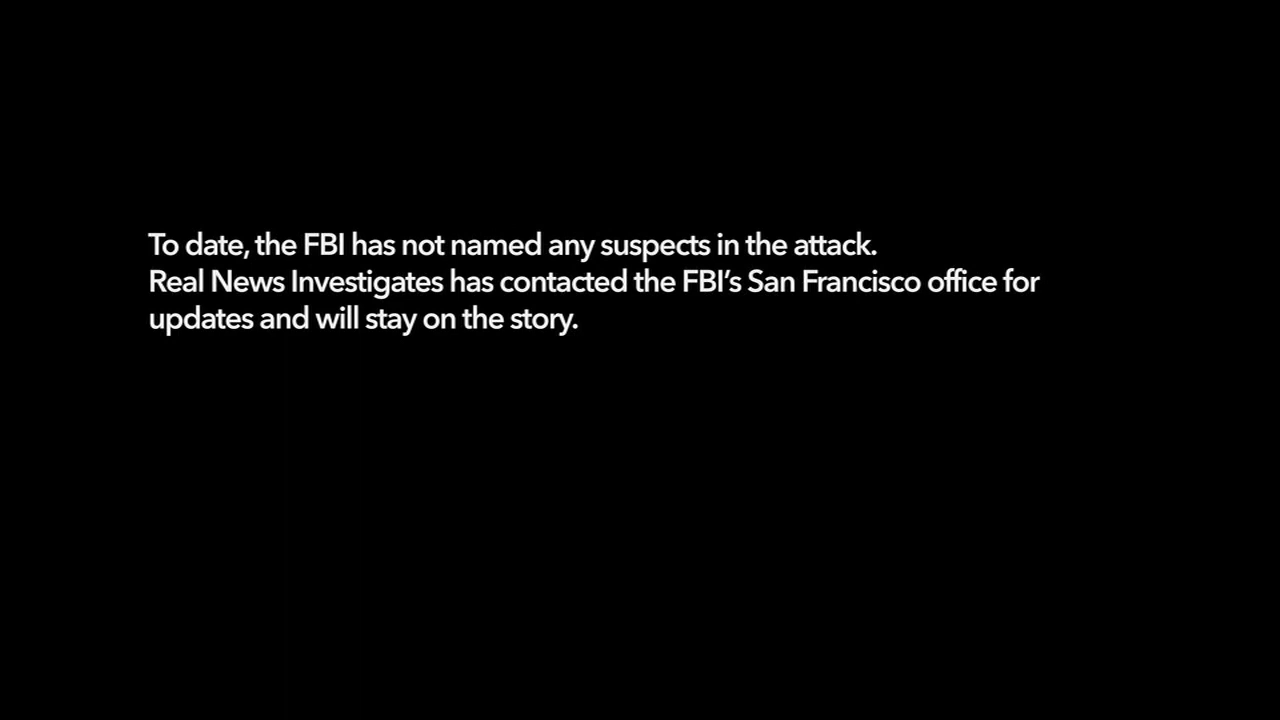 To date, the FBI has not named any suspects in the attack.
Real News Investigates has contacted the FBI’s San Francisco office for
updates and will stay on the story.